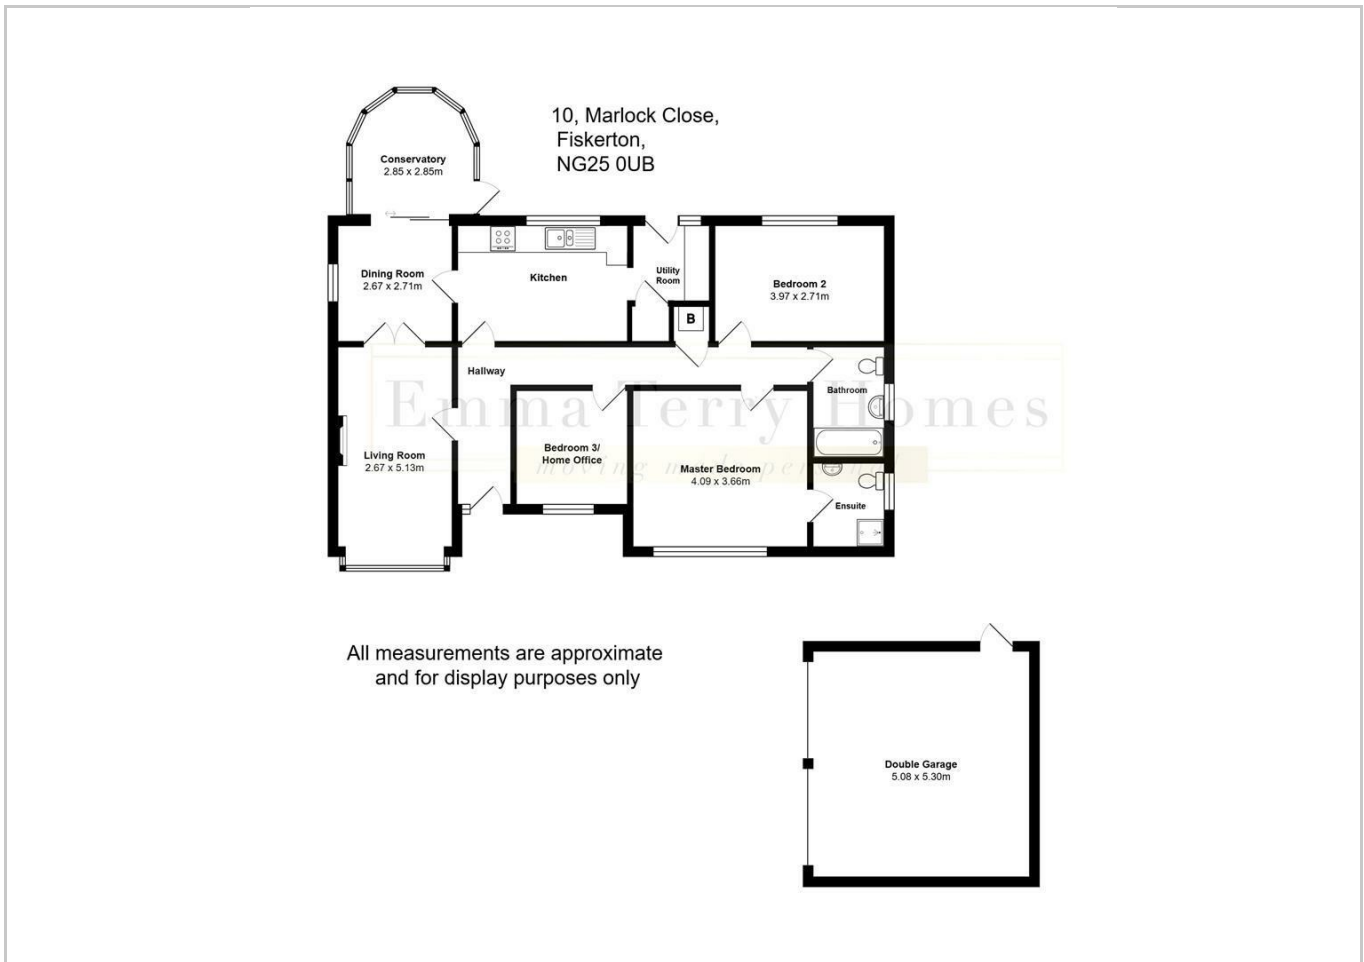 10, Marlock Close,
Fiskerton,
NG25 0UB
Conservatory
2.85 x 2.85m
Dining Room
2.67 x 2.71m
Kitchen
Utility
Room
Bedroom 2
3.97 x 2.71m
B
Hallway
Bathroom
Emma Terry Homes
Living Room
2.67 x 5.13m
Bedroom 3/
Home Office
moving made personal
Master Bedroom
4.09 x 3.66m
Ensuite
All measurements are approximate
and for display purposes only
Double Garage
5.08 x 5.30m